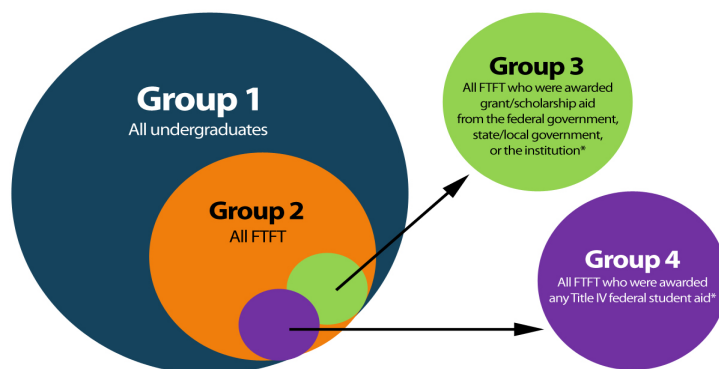 Group 1
All undergraduates
Group 2
All FTFT
Group 3
All FTFT who were awarded
grant/scholarship aid
from the federal government,
state/local government,
or the institution*
Group 4
All FTFT who were awarded
any Title IV federal student aid*